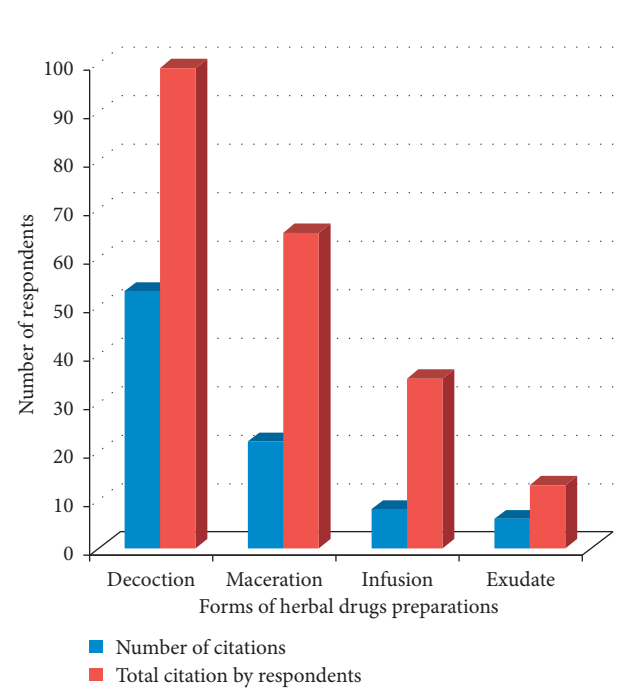 100
90
80
70
60
50
40
30
20
10
0
Number of respondents
Decoction Maceration Infusion Exudate
Forms of herbal drugs preparations
Number of citations
Total citation by respondents